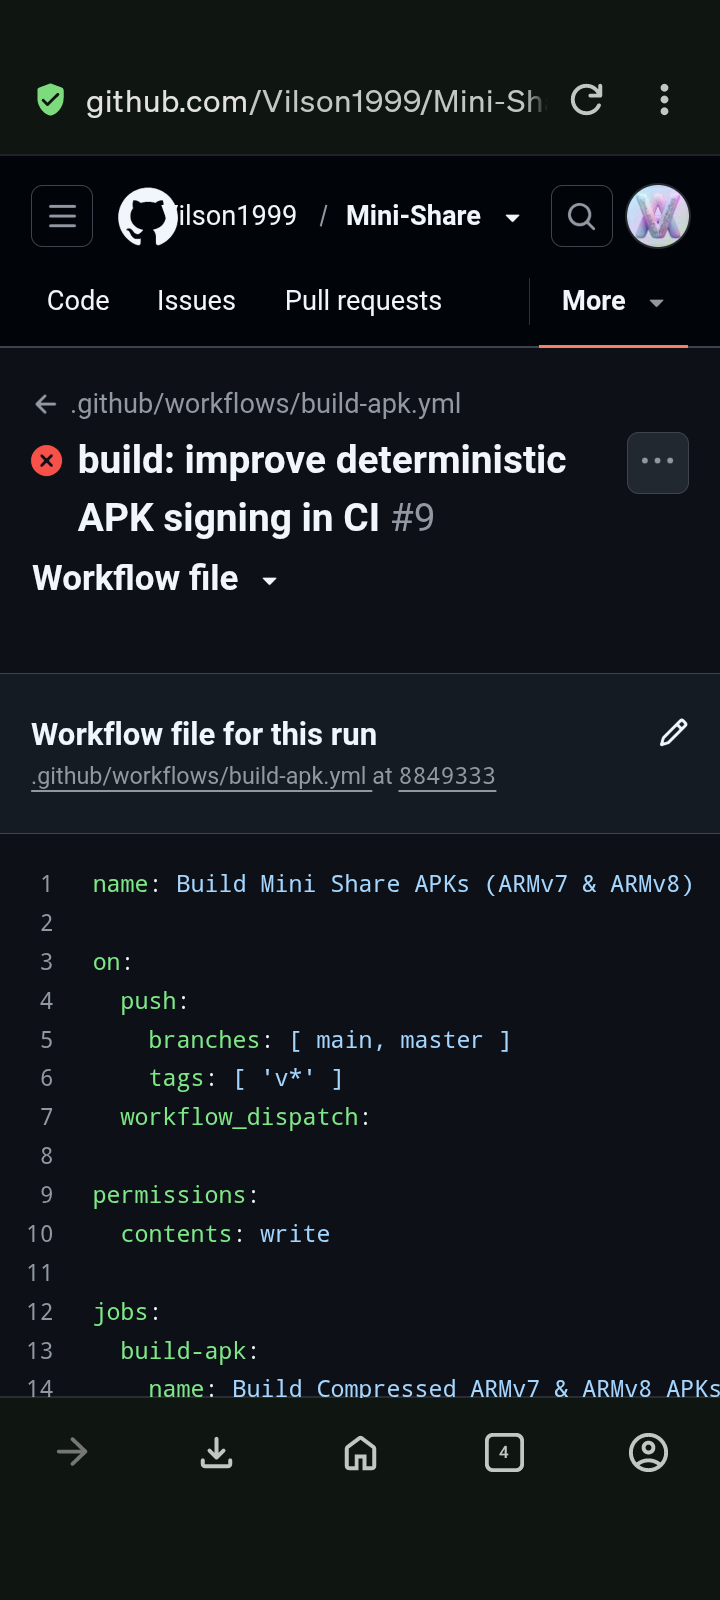 github.com/Vilson1999/Mini-Sh
ilson1999 / Mini-Share
Code Issues Pull requests More
.github/workflows/build-apk.yml
build: improve deterministic
APK signing in CI #9
Workflow file
Workflow file for this run
.github/workflows/build-apk.yml at 8849333
1 name: Build Mini Share APKs (ARMv7 & ARMv8)
2
3 on:
4 push:
5 branches: [ main, master ]
6 tags: [ 'v*' ]
7 workflow_dispatch:
8
9 permissions:
10 contents: write
11
12 jobs:
13 build-apk:
14 name: Build Compressed ARMv7 & ARMv8 APKs
4